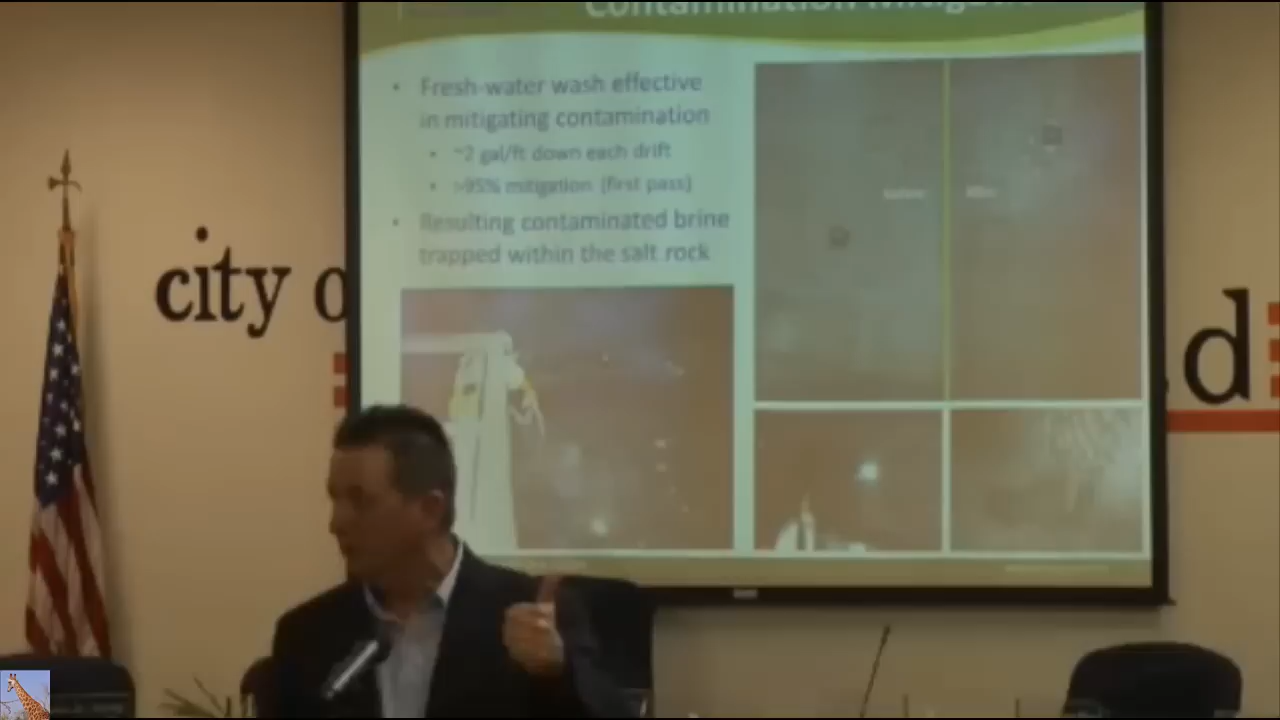 Contamination Mitigation
• Fresh-water wash effective
in mitigating contamination
• ~2 gal/ft down each drift
• >95% mitigation (first pass)
• Resulting contaminated brine
trapped within the salt rock
city o
d